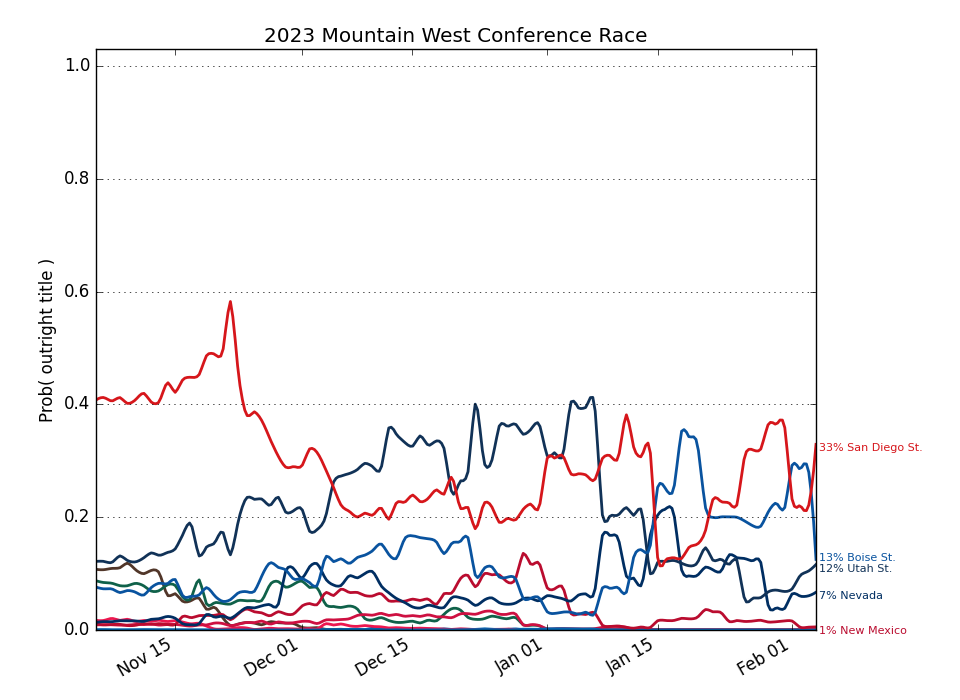 2023 Mountain West Conference Race
Prob( outright title )
1.0
0.8
0.6
0.4
0.2
0.0
33% San Diego St.
13% Boise St.
12% Utah St.
7% Nevada
1% New Mexico
Nov 15
Dec 01
Dec 15
Jan 01
Jan 15
Feb 01